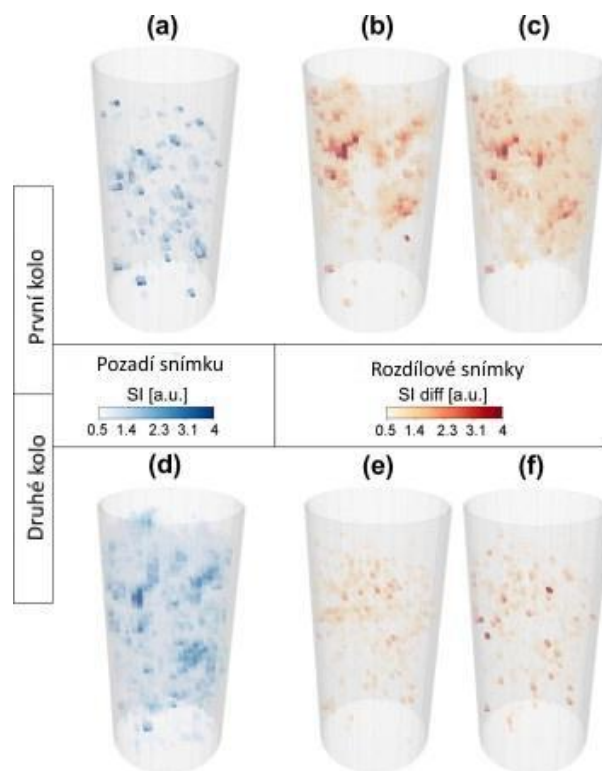 (a)
(b)
(c)
První kolo
Pozadí snímku
SI [a.u.]
0.5 1.4 2.3 3.1 4
Rozdílové snímky
SI diff [a.u.]
0.5 1.4 2.3 3.1 4
Druhé kolo
(d)
(e)
(f)